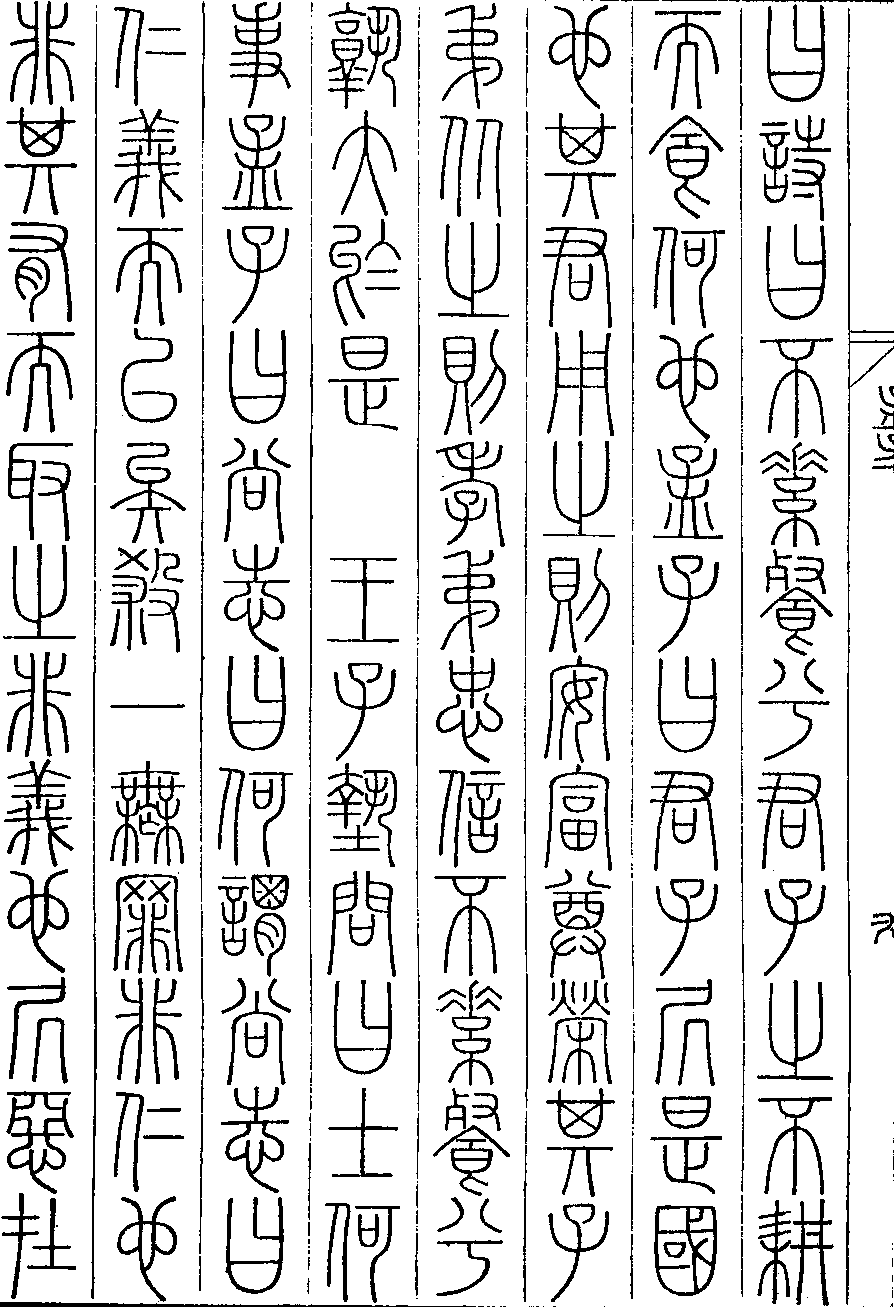 曰詩曰不素餐兮君子之不耕
而食何也孟子曰君子凥是國
也其君用之則安富尊榮其子
弟从之則孝弟忠信不素餐兮
孰大於是　王子墊問曰士何
事孟子曰尚志曰何謂尚志曰
仁義而已矣殺一無罪非仁也
非其有而取之非義也凥惡在